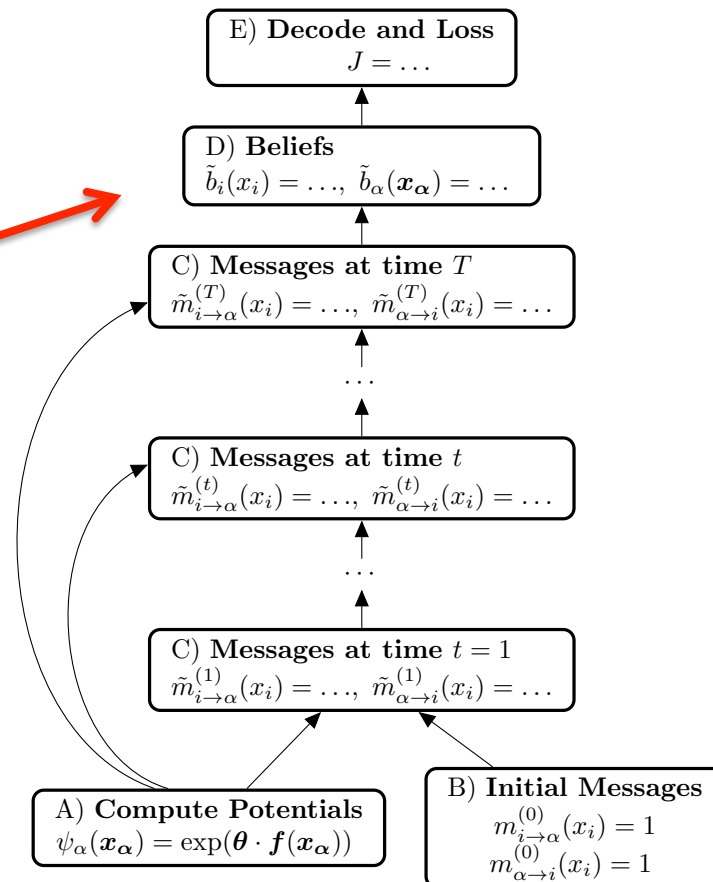 E) Decode and Loss
J = …
D) Beliefs
b̃_i(x_i) = …, b̃_α(x_α) = …
C) Messages at time T
m̃_{i→α}^{(T)}(x_i) = …, m̃_{α→i}^{(T)}(x_i) = …
…
C) Messages at time t
m̃_{i→α}^{(t)}(x_i) = …, m̃_{α→i}^{(t)}(x_i) = …
…
C) Messages at time t = 1
m̃_{i→α}^{(1)}(x_i) = …, m̃_{α→i}^{(1)}(x_i) = …
A) Compute Potentials
ψ_α(x_α) = exp(θ · f(x_α))
B) Initial Messages
m_{i→α}^{(0)}(x_i) = 1
m_{α→i}^{(0)}(x_i) = 1